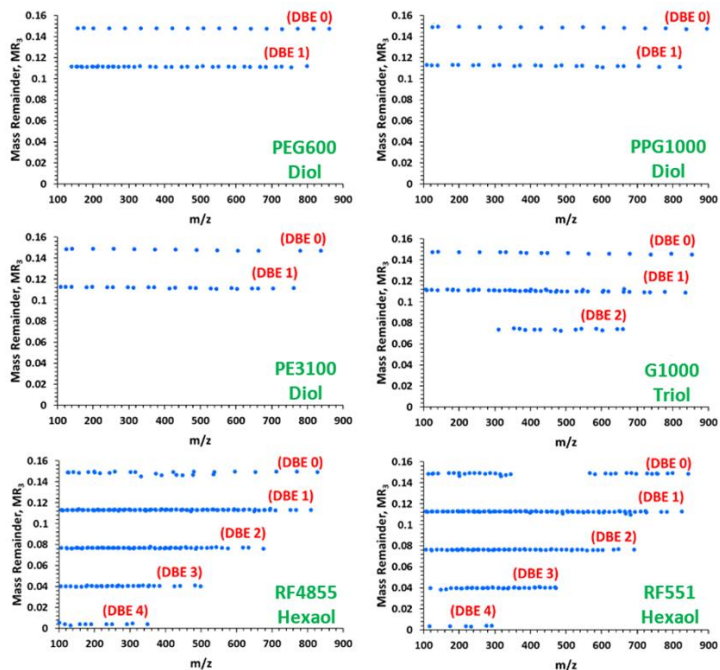 0.16
(DBE 0)
0.14
0.12
(DBE 1)
0.1
0.08
0.06
0.04
0.02
0
PEG600
Diol
100 200 300 400 500 600 700 800 900
m/z
Mass Remainder, MR₃
0.16
(DBE 0)
0.14
0.12
(DBE 1)
0.1
0.08
0.06
0.04
0.02
0
PPG1000
Diol
100 200 300 400 500 600 700 800 900
m/z
Mass Remainder, MR₃
0.16
(DBE 0)
0.14
0.12
(DBE 1)
0.1
0.08
0.06
0.04
0.02
0
PE3100
Diol
100 200 300 400 500 600 700 800 900
m/z
Mass Remainder, MR₃
0.16
(DBE 0)
0.14
0.12
(DBE 1)
0.1
0.08
(DBE 2)
0.06
0.04
0.02
0
G1000
Triol
100 200 300 400 500 600 700 800 900
m/z
Mass Remainder, MR₃
0.16
(DBE 0)
0.14
0.12
(DBE 1)
0.1
0.08
(DBE 2)
0.06
0.04
(DBE 3)
0.02
(DBE 4)
0
RF4855
Hexaol
100 200 300 400 500 600 700 800 900
m/z
Mass Remainder, MR₃
0.16
(DBE 0)
0.14
0.12
(DBE 1)
0.1
0.08
(DBE 2)
0.06
0.04
(DBE 3)
0.02
(DBE 4)
0
RF551
Hexaol
100 200 300 400 500 600 700 800 900
m/z
Mass Remainder, MR₃